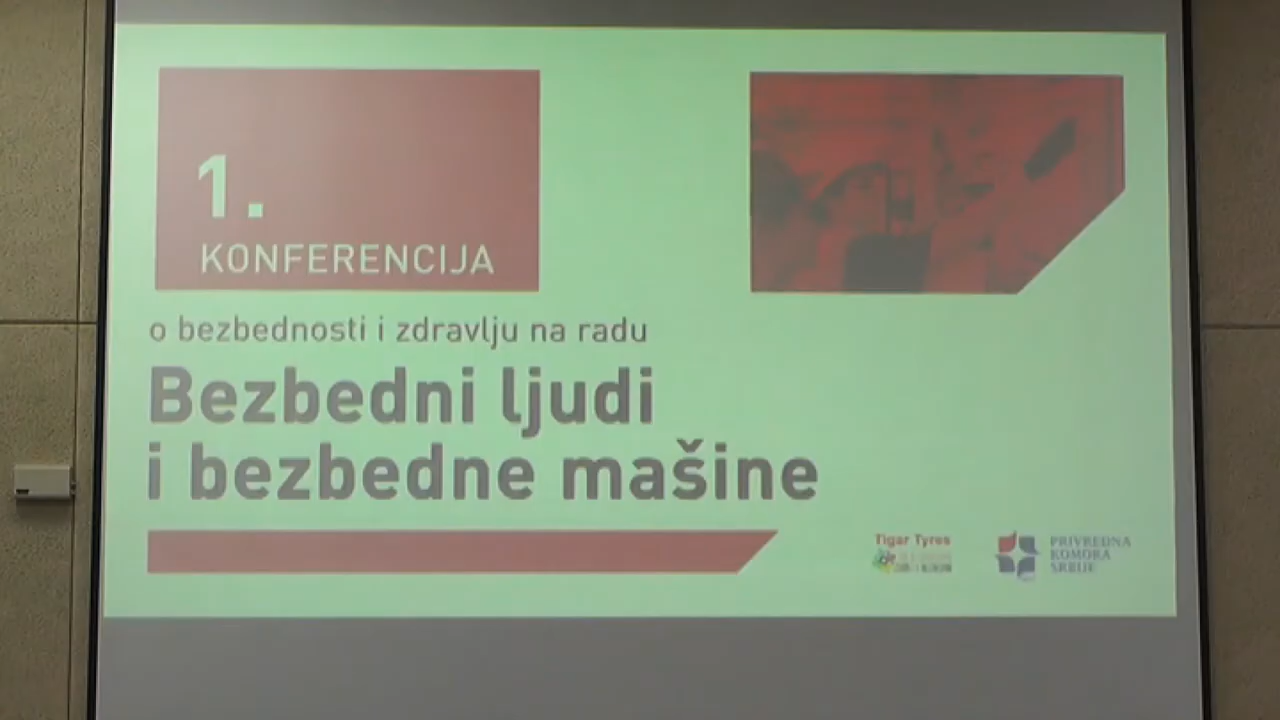 1.
KONFERENCIJA
o bezbednosti i zdravlju na radu
Bezbedni ljudi
i bezbedne mašine
Tigar Tyres
PRIVREDNA
KOMORA
SRBIJE